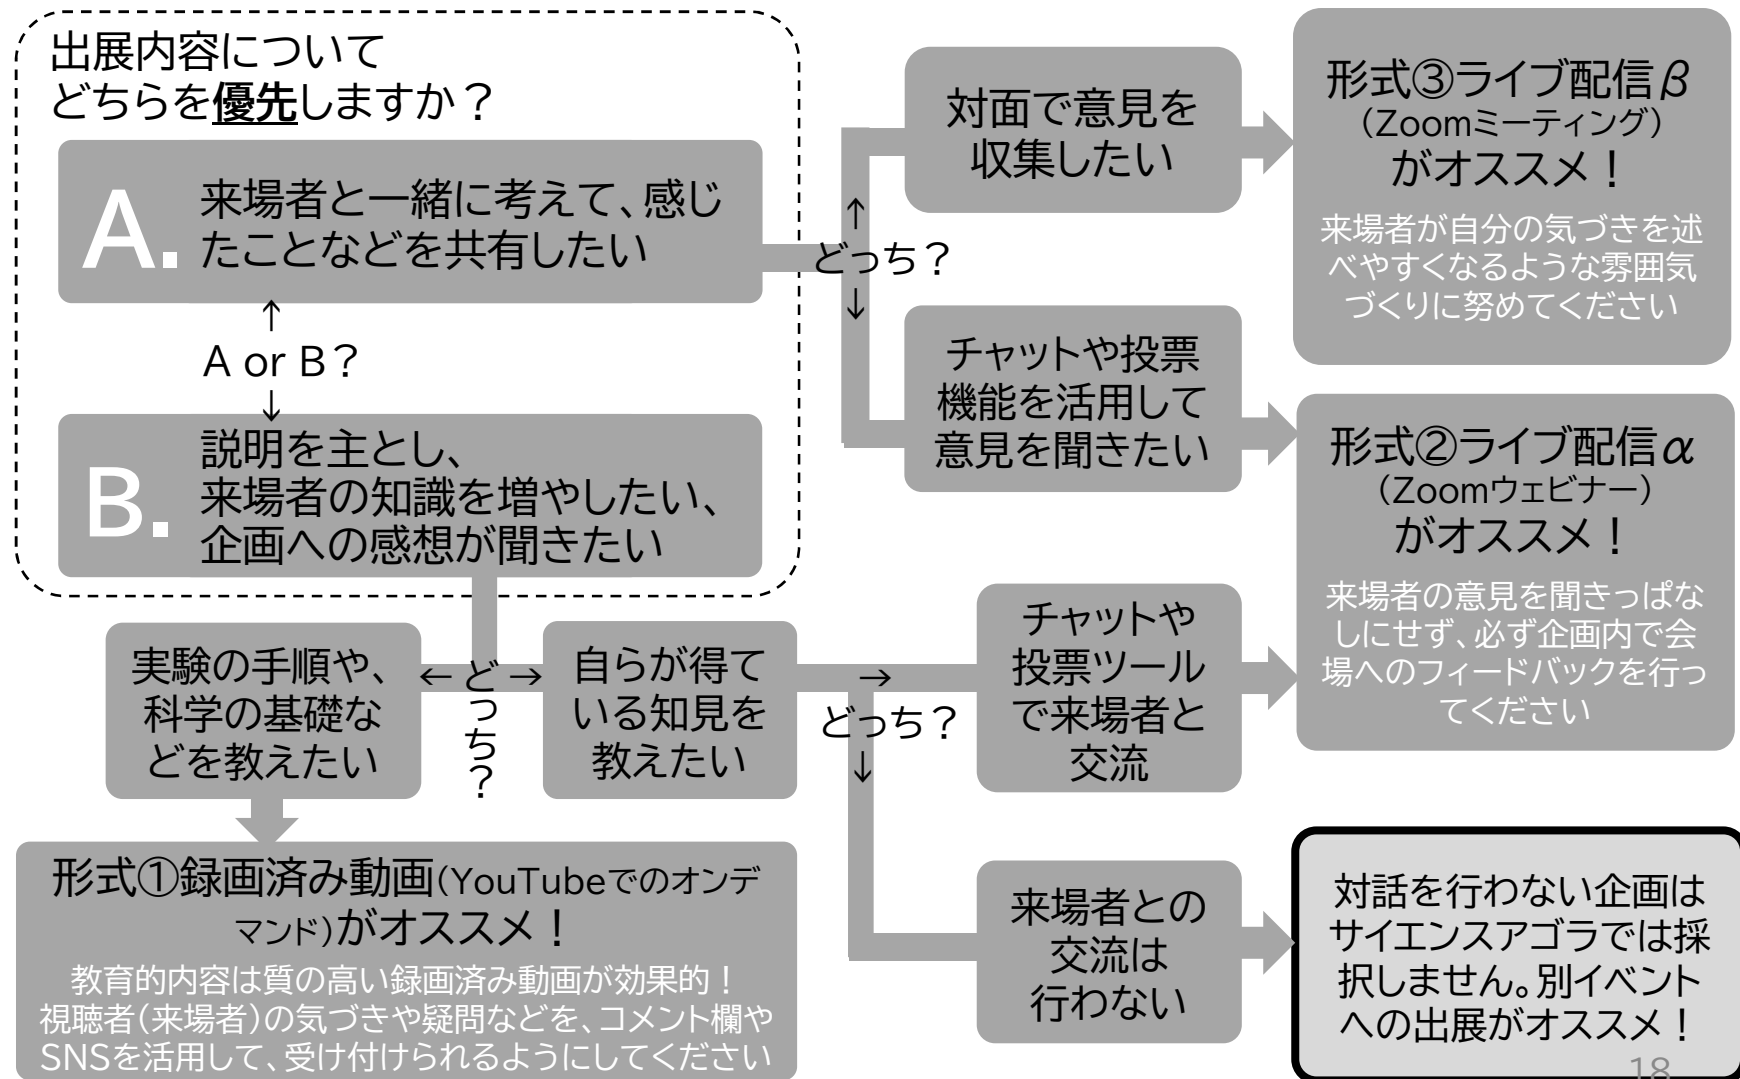 出展内容について
どちらを優先しますか？
A.
来場者と一緒に考えて、感じ
たことなどを共有したい
↑
A or B？
↓
B.
説明を主とし、
来場者の知識を増やしたい、
企画への感想が聞きたい
↑
どっち？
↓
対面で意見を
収集したい
形式③ライブ配信β
（Zoomミーティング）
がオススメ！
来場者が自分の気づきを述
べやすくなるような雰囲気
づくりに努めてください
チャットや投票
機能を活用して
意見を聞きたい
形式②ライブ配信α
（Zoomウェビナー）
がオススメ！
来場者の意見を聞きっぱな
しにせず、必ず企画内で会
場へのフィードバックを行っ
てください
実験の手順や、
科学の基礎な
どを教えたい
←どっち？→
自らが得て
いる知見を
教えたい
→
どっち？
↓
チャットや
投票ツール
で来場者と
交流
形式①録画済み動画（YouTubeでのオンデ
マンド）がオススメ！
教育的内容は質の高い録画済み動画が効果的！
視聴者（来場者）の気づきや疑問などを、コメント欄や
SNSを活用して、受け付けられるようにしてください
来場者との
交流は
行わない
対話を行わない企画は
サイエンスアゴラでは採
択しません。別イベント
への出展がオススメ！
18